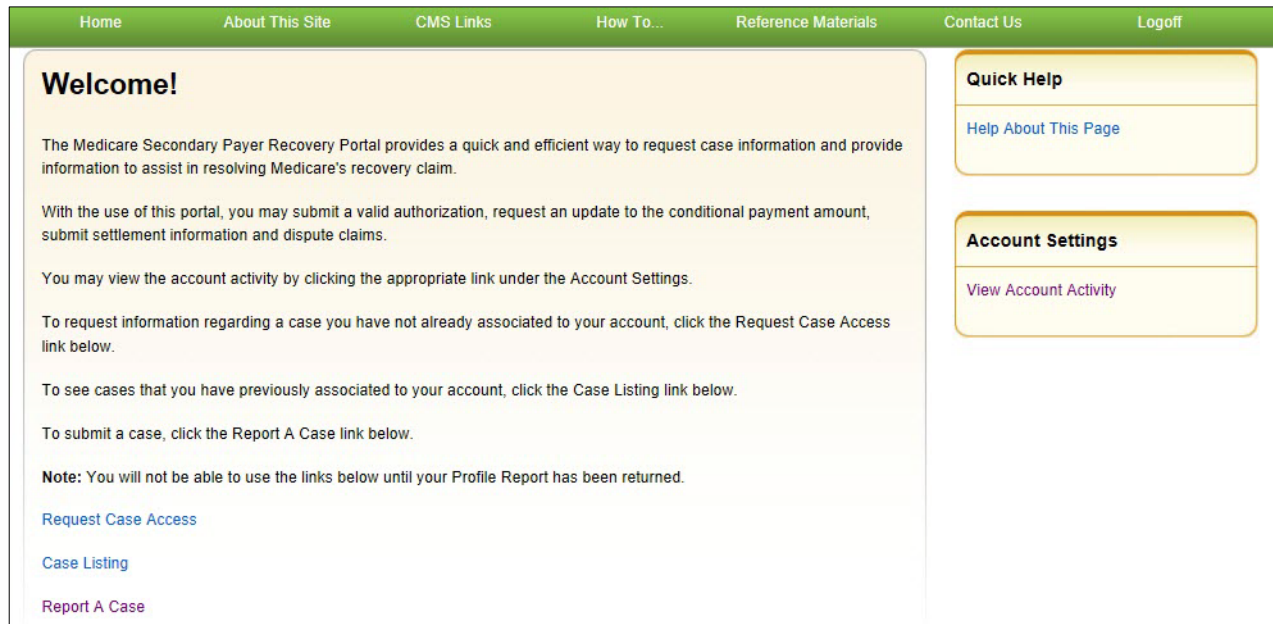 Home About This Site CMS Links How To... Reference Materials Contact Us Logoff
Welcome!
The Medicare Secondary Payer Recovery Portal provides a quick and efficient way to request case information and provide
information to assist in resolving Medicare's recovery claim.
With the use of this portal, you may submit a valid authorization, request an update to the conditional payment amount,
submit settlement information and dispute claims.
You may view the account activity by clicking the appropriate link under the Account Settings.
To request information regarding a case you have not already associated to your account, click the Request Case Access
link below.
To see cases that you have previously associated to your account, click the Case Listing link below.
To submit a case, click the Report A Case link below.
Note: You will not be able to use the links below until your Profile Report has been returned.
Request Case Access
Case Listing
Report A Case
Quick Help
Help About This Page
Account Settings
View Account Activity